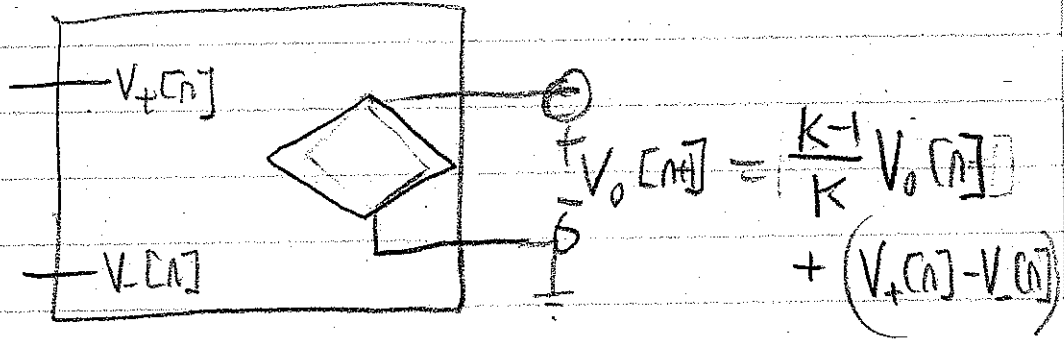 V₊[n]
+
V₀[n+1] = K-1/K V₀[n]
-
V₋[n]
+ (V₊[n] - V₋[n])